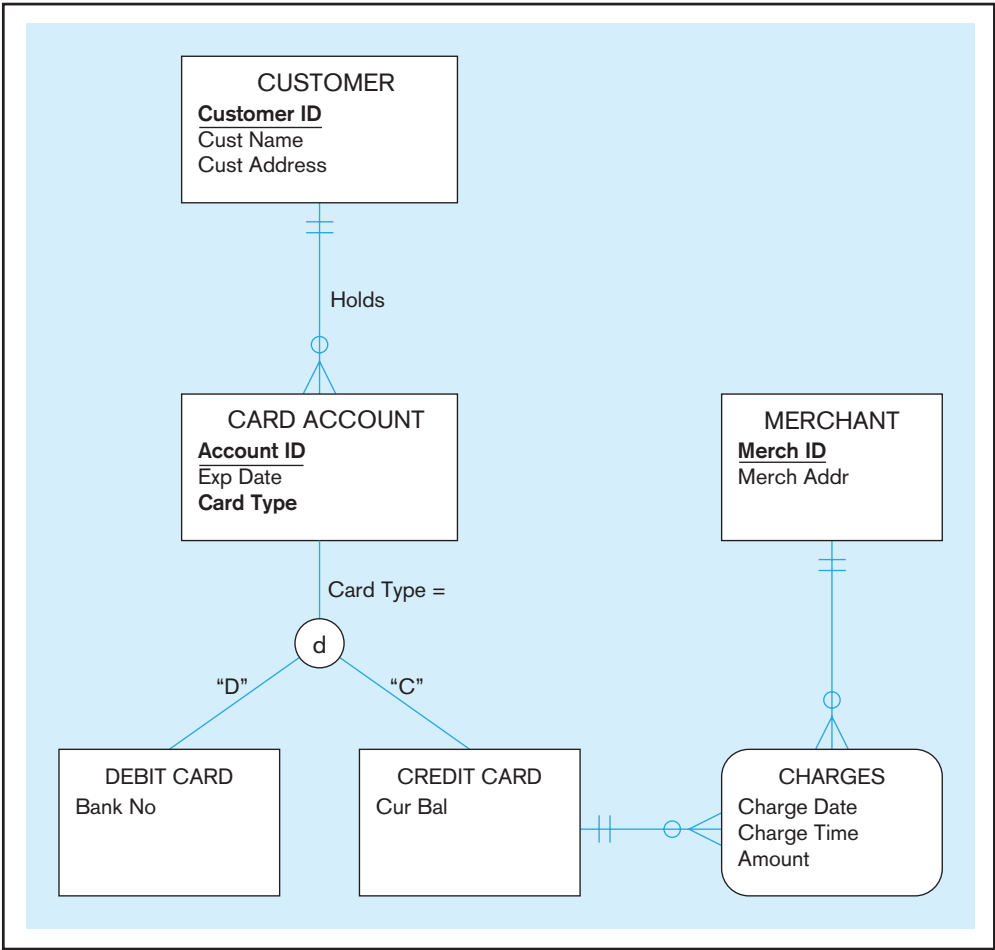 CUSTOMER
Customer ID
Cust Name
Cust Address
Holds
CARD ACCOUNT
Account ID
Exp Date
Card Type
MERCHANT
Merch ID
Merch Addr
Card Type =
d
“D”
“C”
DEBIT CARD
Bank No
CREDIT CARD
Cur Bal
CHARGES
Charge Date
Charge Time
Amount